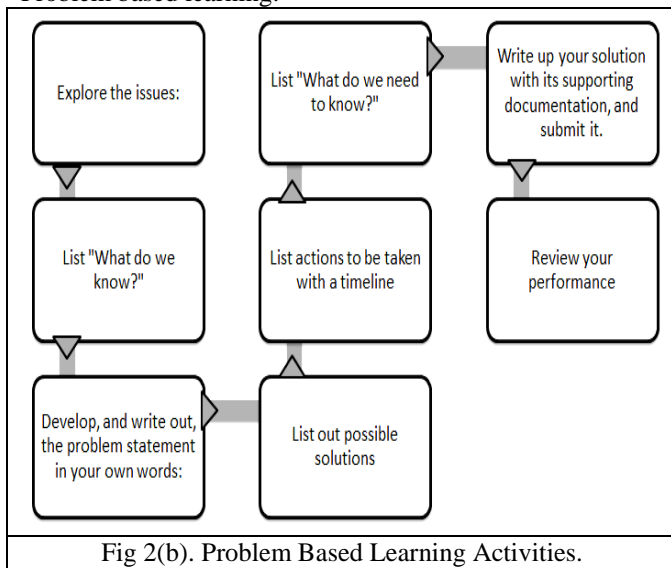 Problem based learning.
Explore the issues:
List "What do we
know?"
Develop, and write out,
the problem statement
in your own words:
List out possible
solutions
List actions to be taken
with a timeline
List "What do we need
to know?"
Write up your solution
with its supporting
documentation, and
submit it.
Review your
performance
Fig 2(b). Problem Based Learning Activities.